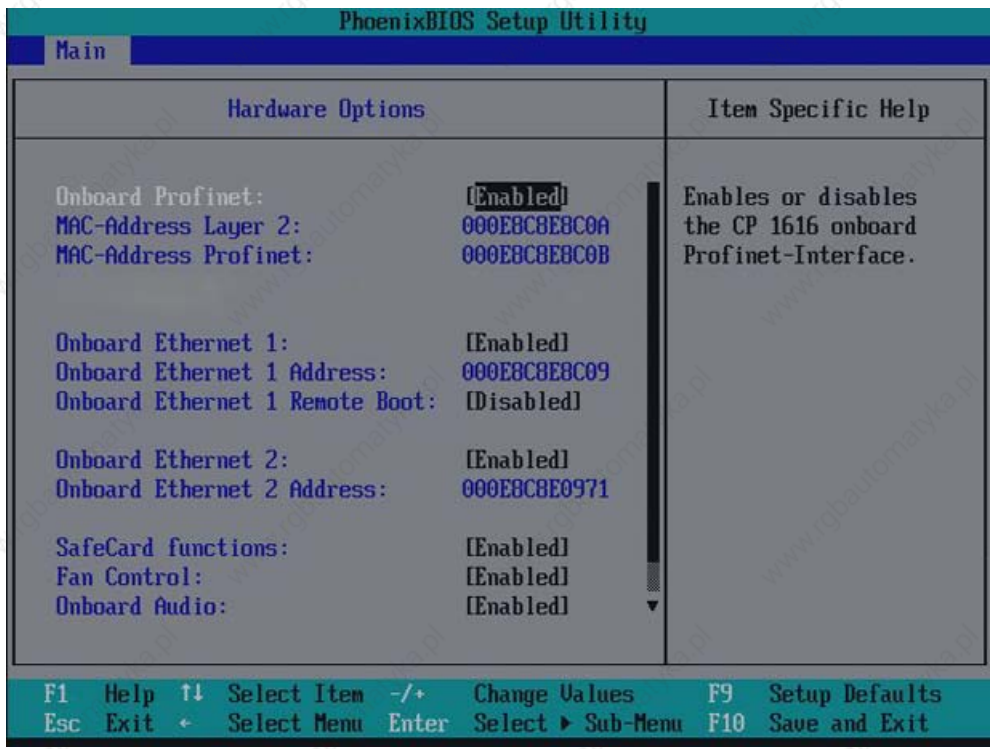 PhoenixBIOS Setup Utility
Main
Hardware Options
Item Specific Help
Onboard Profinet: [Enabled]
MAC-Address Layer 2: 000E8C8E8C0A
MAC-Address Profinet: 000E8C8E8C0B
Onboard Ethernet 1: [Enabled]
Onboard Ethernet 1 Address: 000E8C8E8C09
Onboard Ethernet 1 Remote Boot: [Disabled]
Onboard Ethernet 2: [Enabled]
Onboard Ethernet 2 Address: 000E8C8E0971
SafeCard functions: [Enabled]
Fan Control: [Enabled]
Onboard Audio: [Enabled]
Enables or disables
the CP 1616 onboard
Profinet-Interface.
F1 Help ↑↓ Select Item -/+ Change Values F9 Setup Defaults
Esc Exit ← Select Menu Enter Select ▶ Sub-Menu F10 Save and Exit
www.rgbautomatyka.pl